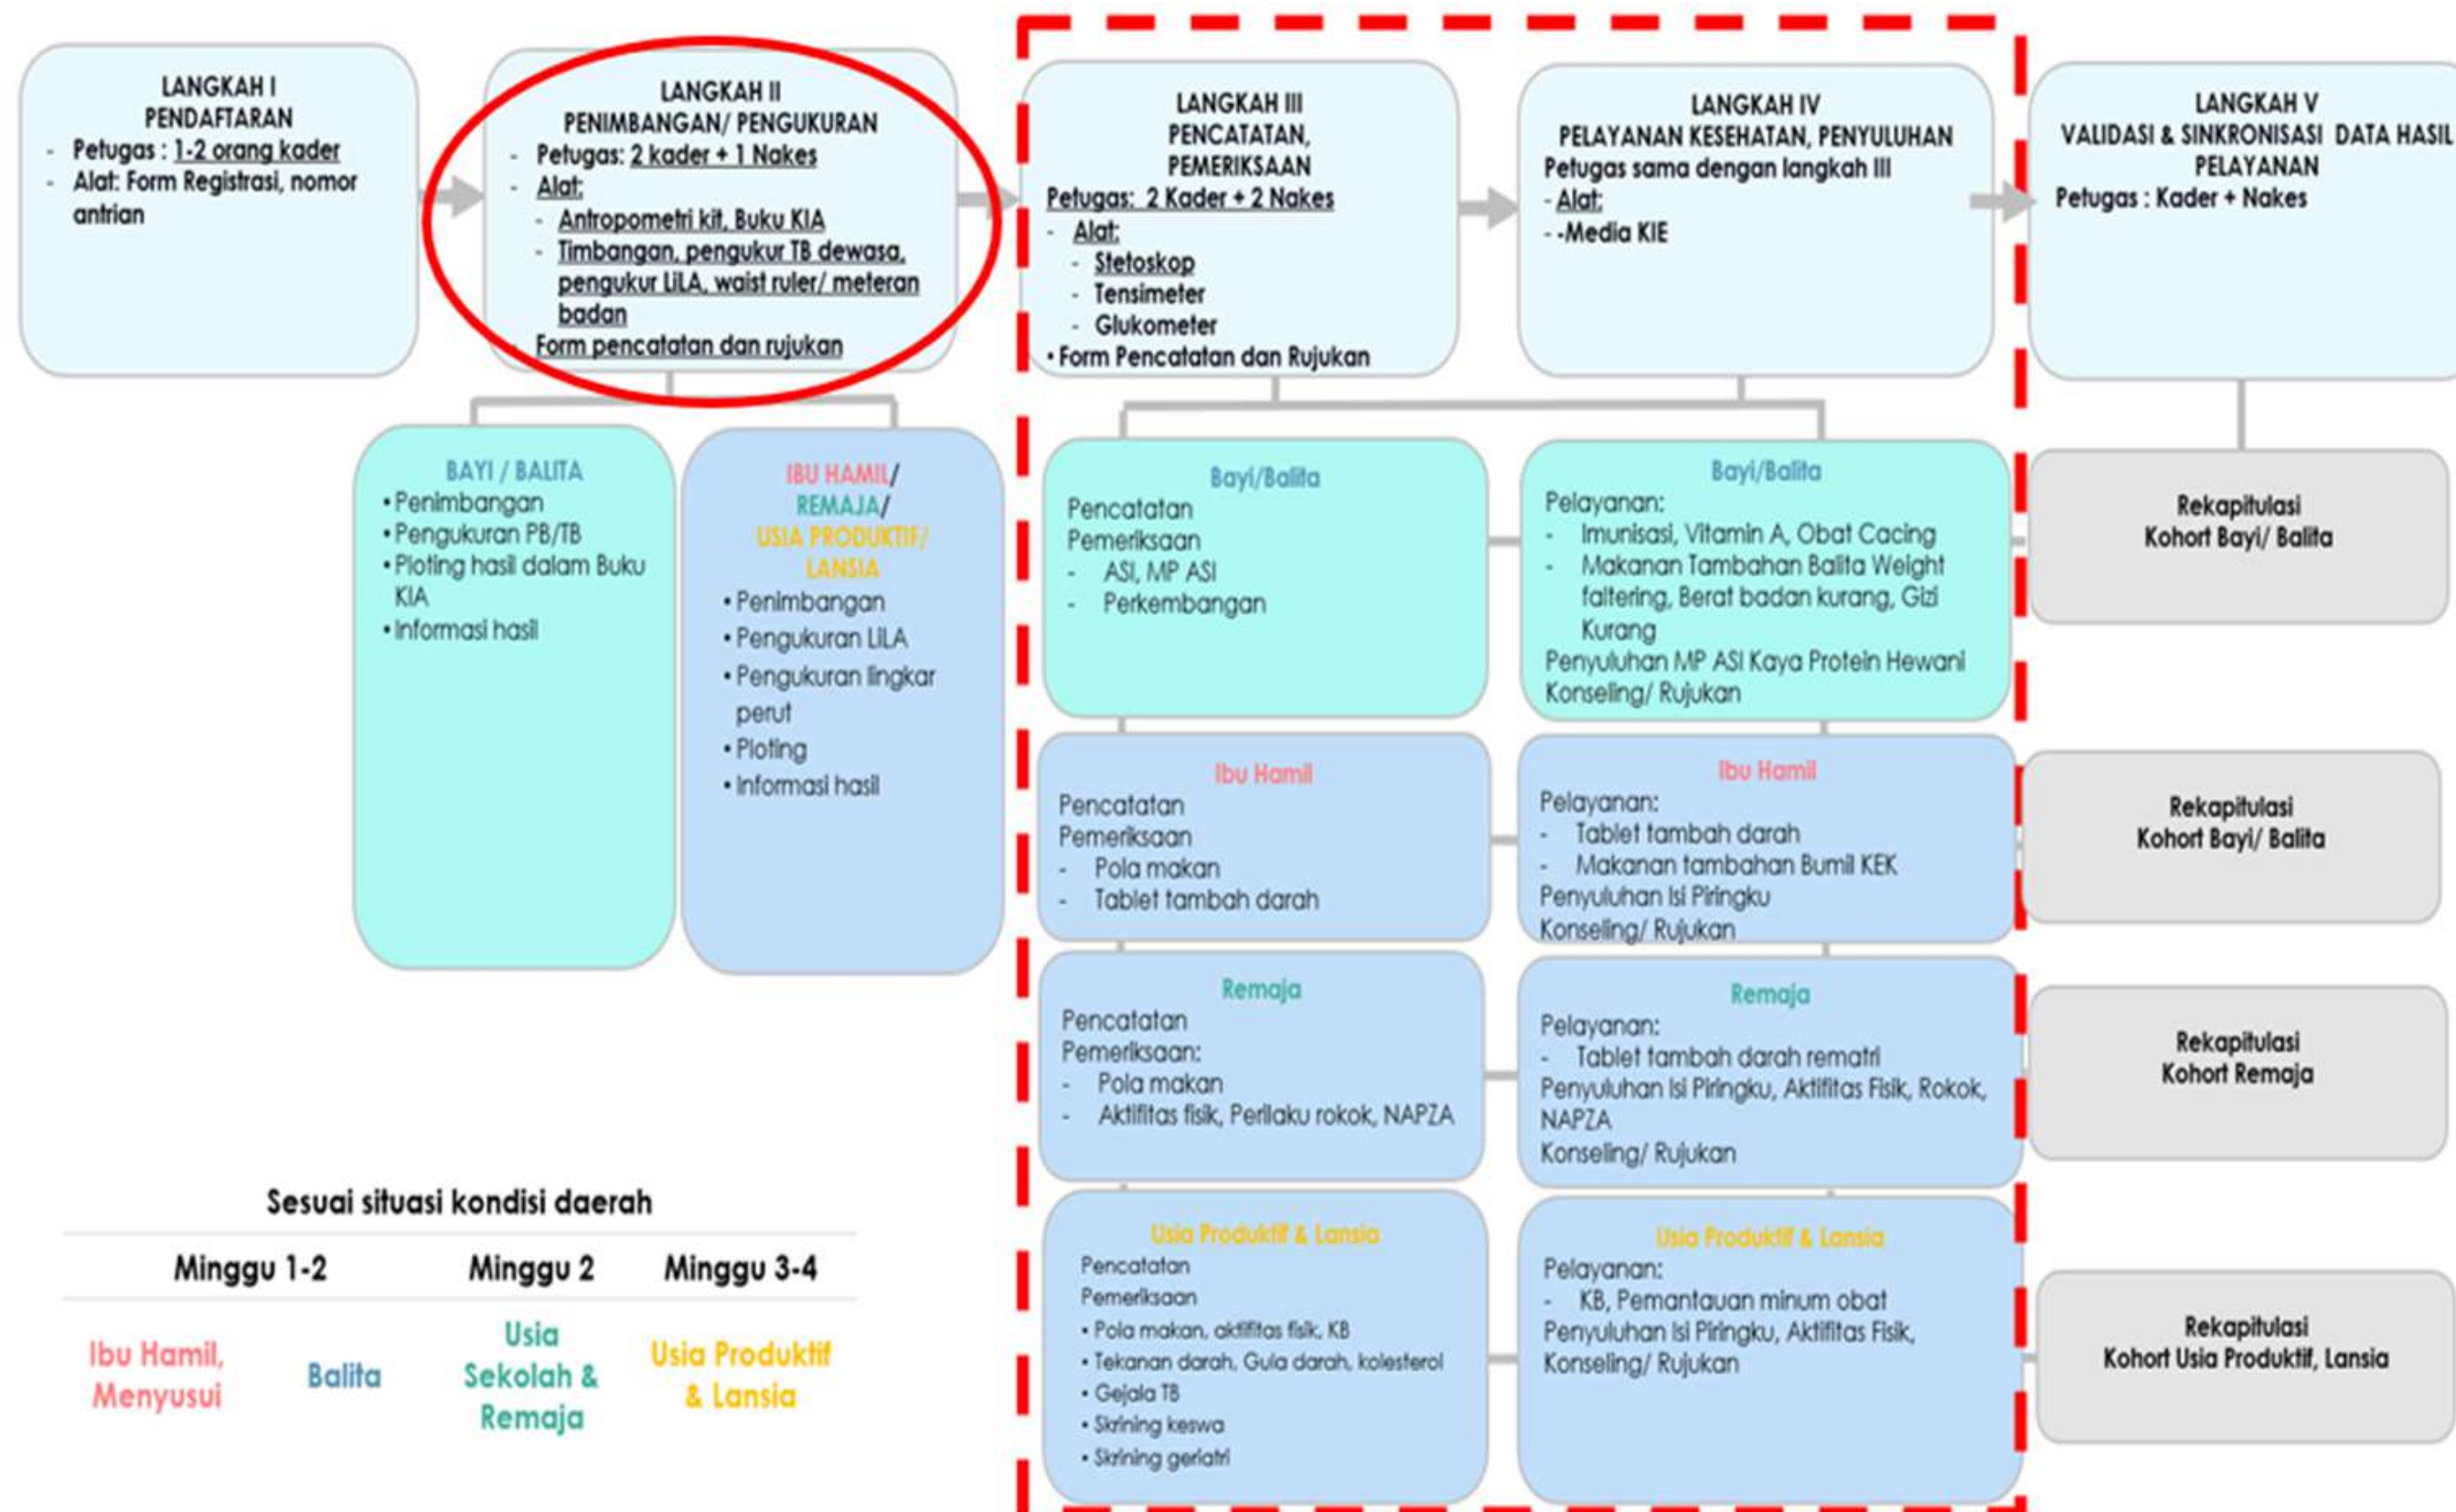 LANGKAH I
PENDAFTARAN
- Petugas : 1-2 orang kader
- Alat: Form Registrasi, nomor
antrian
LANGKAH II
PENIMBANGAN/ PENGUKURAN
- Petugas: 2 kader + 1 Nakes
- Alat:
- Antropometri kit, Buku KIA
- Timbangan, pengukur TB dewasa,
pengukur LiLA, waist ruler/ meteran
badan
- Form pencatatan dan rujukan
LANGKAH III
PENCATATAN,
PEMERIKSAAN
Petugas: 2 Kader + 2 Nakes
- Alat:
- Stetoskop
- Tensimeter
- Glukometer
• Form Pencatatan dan Rujukan
LANGKAH IV
PELAYANAN KESEHATAN, PENYULUHAN
Petugas sama dengan langkah III
- Alat:
- -Media KIE
LANGKAH V
VALIDASI & SINKRONISASI DATA HASIL
PELAYANAN
Petugas : Kader + Nakes
BAYI / BALITA
• Penimbangan
• Pengukuran PB/TB
• Ploting hasil dalam Buku
KIA
• Informasi hasil
IBU HAMIL/
REMAJA/
USIA PRODUKTIF/
LANSIA
• Penimbangan
• Pengukuran LiLA
• Pengukuran lingkar
perut
• Ploting
• Informasi hasil
Bayi/Balita
Pencatatan
Pemeriksaan
- ASI, MP ASI
- Perkembangan
Bayi/Balita
Pelayanan:
- Imunisasi, Vitamin A, Obat Cacing
- Makanan Tambahan Balita Weight
faltering, Berat badan kurang, Gizi
Kurang
Penyuluhan MP ASI Kaya Protein Hewani
Konseling/ Rujukan
Rekapitulasi
Kohort Bayi/ Balita
Ibu Hamil
Pencatatan
Pemeriksaan
- Pola makan
- Tablet tambah darah
Ibu Hamil
Pelayanan:
- Tablet tambah darah
- Makanan tambahan Bumil KEK
Penyuluhan Isi Piringku
Konseling/ Rujukan
Rekapitulasi
Kohort Bayi/ Balita
Remaja
Pencatatan
Pemeriksaan:
- Pola makan
- Aktifitas fisik, Perilaku rokok, NAPZA
Remaja
Pelayanan:
- Tablet tambah darah rematri
Penyuluhan Isi Piringku, Aktifitas Fisik, Rokok,
NAPZA
Konseling/ Rujukan
Rekapitulasi
Kohort Remaja
Usia Produktif & Lansia
Pencatatan
Pemeriksaan
• Pola makan, aktifitas fisik, KB
• Tekanan darah, Gula darah, kolesterol
• Gejala TB
• Skrining keswa
• Skrining geriatri
Usia Produktif & Lansia
Pelayanan:
- KB, Pemantauan minum obat
Penyuluhan Isi Piringku, Aktifitas Fisik,
Konseling/ Rujukan
Rekapitulasi
Kohort Usia Produktif, Lansia
Sesuai situasi kondisi daerah
Minggu 1-2
Minggu 2
Minggu 3-4
Ibu Hamil,
Menyusui
Balita
Usia
Sekolah &
Remaja
Usia Produktif
& Lansia